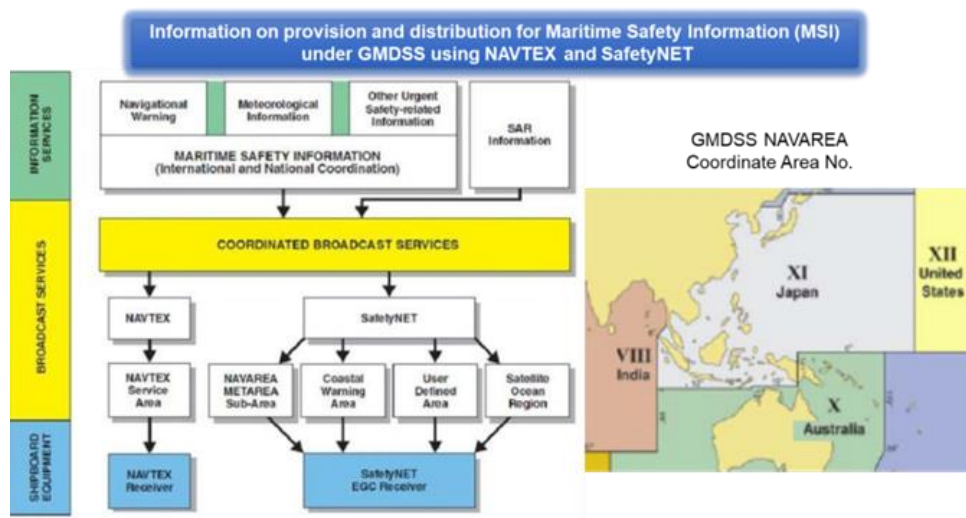 Information on provision and distribution for Maritime Safety Information (MSI)
under GMDSS using NAVTEX and SafetyNET
INFORMATION
SERVICES
Navigational
Warning
Meteorological
Information
Other Urgent
Safety-related
Information
SAR
Information
MARITIME SAFETY INFORMATION
(International and National Coordination)
BROADCAST SERVICES
COORDINATED BROADCAST SERVICES
NAVTEX
SafetyNET
NAVTEX
Service
Area
NAVAREA
METAREA
Sub-Area
Coastal
Warning
Area
User
Defined
Area
Satellite
Ocean
Region
SHIPBOARD
EQUIPMENT
NAVTEX
Receiver
SafetyNET
EGC Receiver
GMDSS NAVAREA
Coordinate Area No.
XI
Japan
XII
United
States
VIII
India
X
Australia